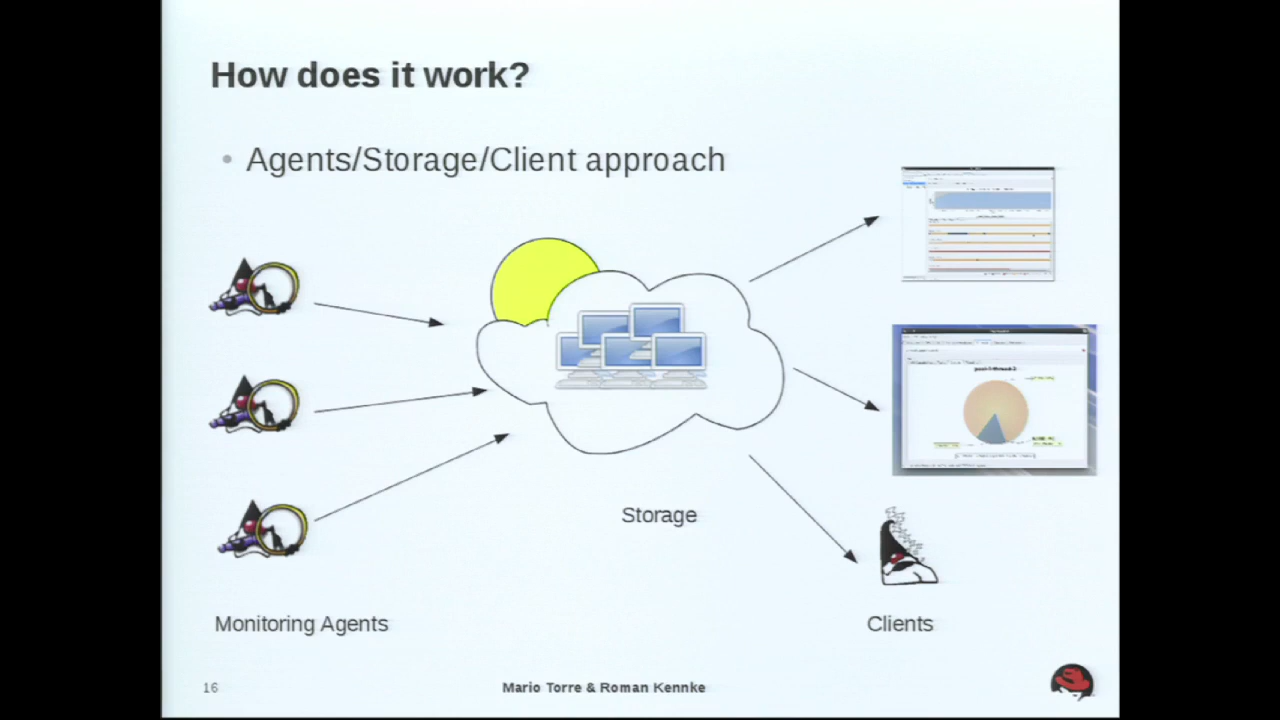 How does it work?
• Agents/Storage/Client approach
Storage
Monitoring Agents
Clients
16
Mario Torre & Roman Kennke